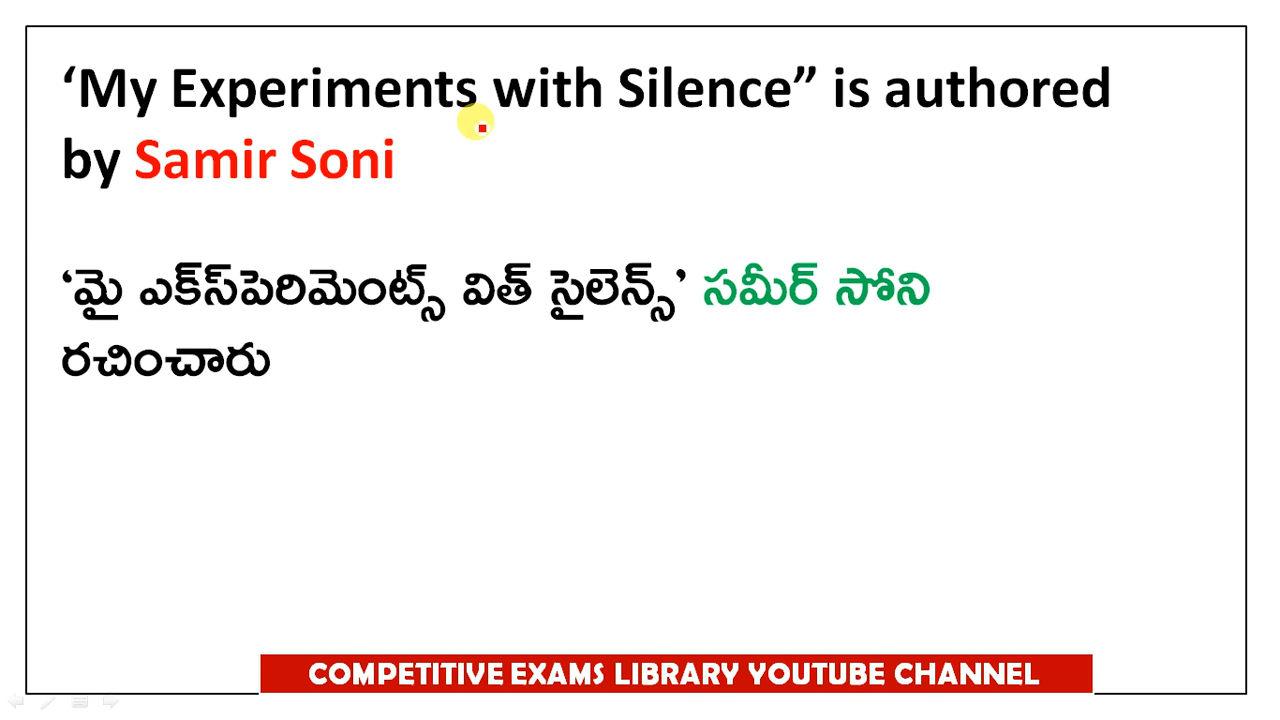 ‘My Experiments with Silence” is authored
by Samir Soni
‘మై ఎక్స్‌పెరిమెంట్స్ విత్ సైలెన్స్’ సమీర్ సోని
రచించారు
COMPETITIVE EXAMS LIBRARY YOUTUBE CHANNEL